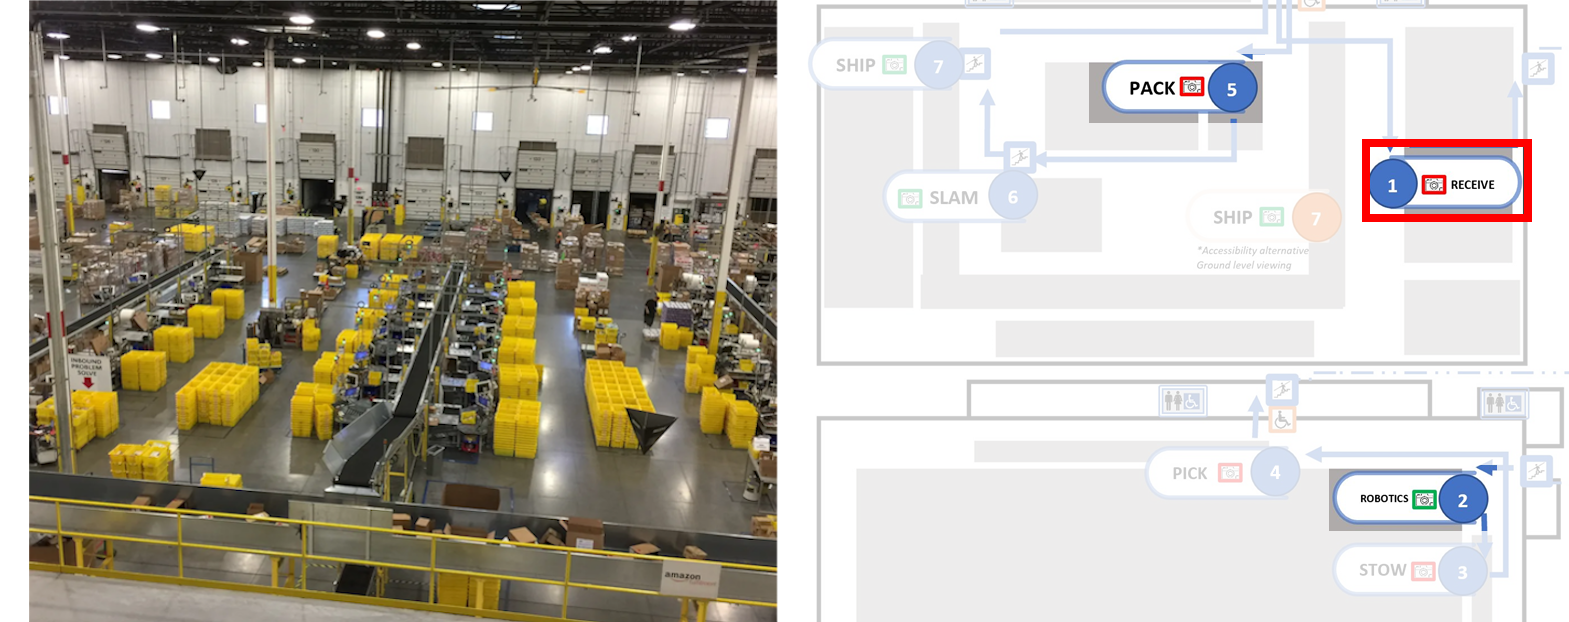 INBOUND
PROBLEM
SOLVE
amazon
SHIP 7
PACK 5
1 RECEIVE
SLAM 6
SHIP 7
*Accessibility alternative
Ground level viewing
PICK 4
ROBOTICS 2
STOW 3